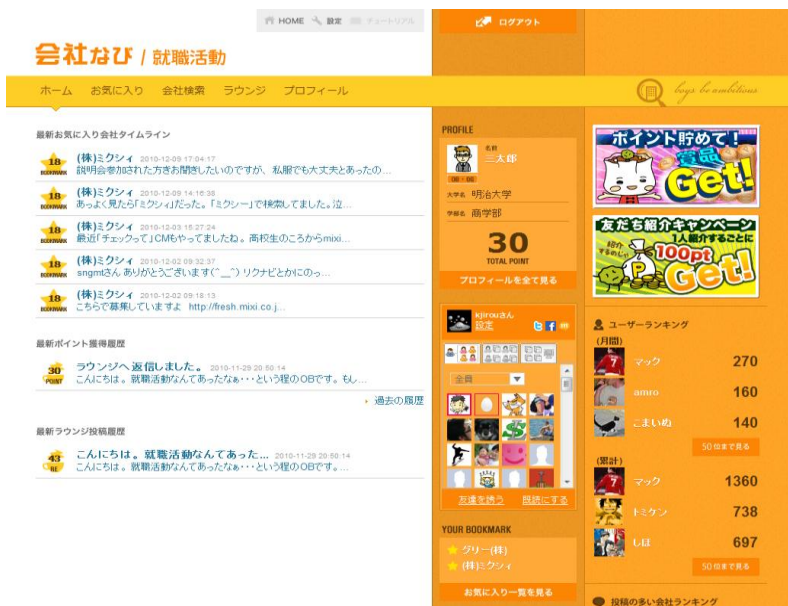 HOME 設定 チュートリアル
ログアウト
会社なび / 就職活動
ホーム お気に入り 会社検索 ラウンジ プロフィール
boys be ambitious
最新お気に入り会社タイムライン
18 BOOKMARK
(株)ミクシィ 2010-12-09 17:04:17
説明会参加された方きお聞きしたいのですが、私服でも大丈夫とあったの...
18 BOOKMARK
(株)ミクシィ 2010-12-09 14:16:38
あっよく見たら「ミクシィ」だった。「ミクシー」で検索してました。泣...
18 BOOKMARK
(株)ミクシィ 2010-12-03 15:27:24
最近「チェックって」CMもやってましたね。高校生のころからmixi...
18 BOOKMARK
(株)ミクシィ 2010-12-02 09:32:37
sngmtさん ありがとうございます(^__^) リクナビとかにのっ...
18 BOOKMARK
(株)ミクシィ 2010-12-02 09:18:13
こちらで募集していますよ http://fresh.mixi.co.j...
最新ポイント獲得履歴
30 POINT
ラウンジへ返信しました。 2010-11-29 20:50:14
こんにちは。就職活動なんてあったなぁ・・・という程のOBです。もし...
過去の履歴
最新ラウンジ投稿履歴
43 RE
こんにちは。就職活動なんてあった... 2010-11-29 20:50:14
こんにちは。就職活動なんてあったなぁ・・・という程のOBです。...
PROFILE
名前
三太郎
大学名 明治大学
学部名 商学部
30
TOTAL POINT
プロフィールを全て見る
kjirouさん
設定
全員
友達を誘う 既読にする
YOUR BOOKMARK
グリー(株)
(株)ミクシィ
お気に入り一覧を見る
ポイント貯めて!
賞品
Get!
友だち紹介キャンペーン
紹介するのじゃ
1人紹介するごとに
100pt
Get!
ユーザーランキング
(月間)
マック 270
amro 160
こまいぬ 140
50位まで見る
(累計)
マック 1360
トミケン 738
しほ 697
50位まで見る
投稿の多い会社ランキング